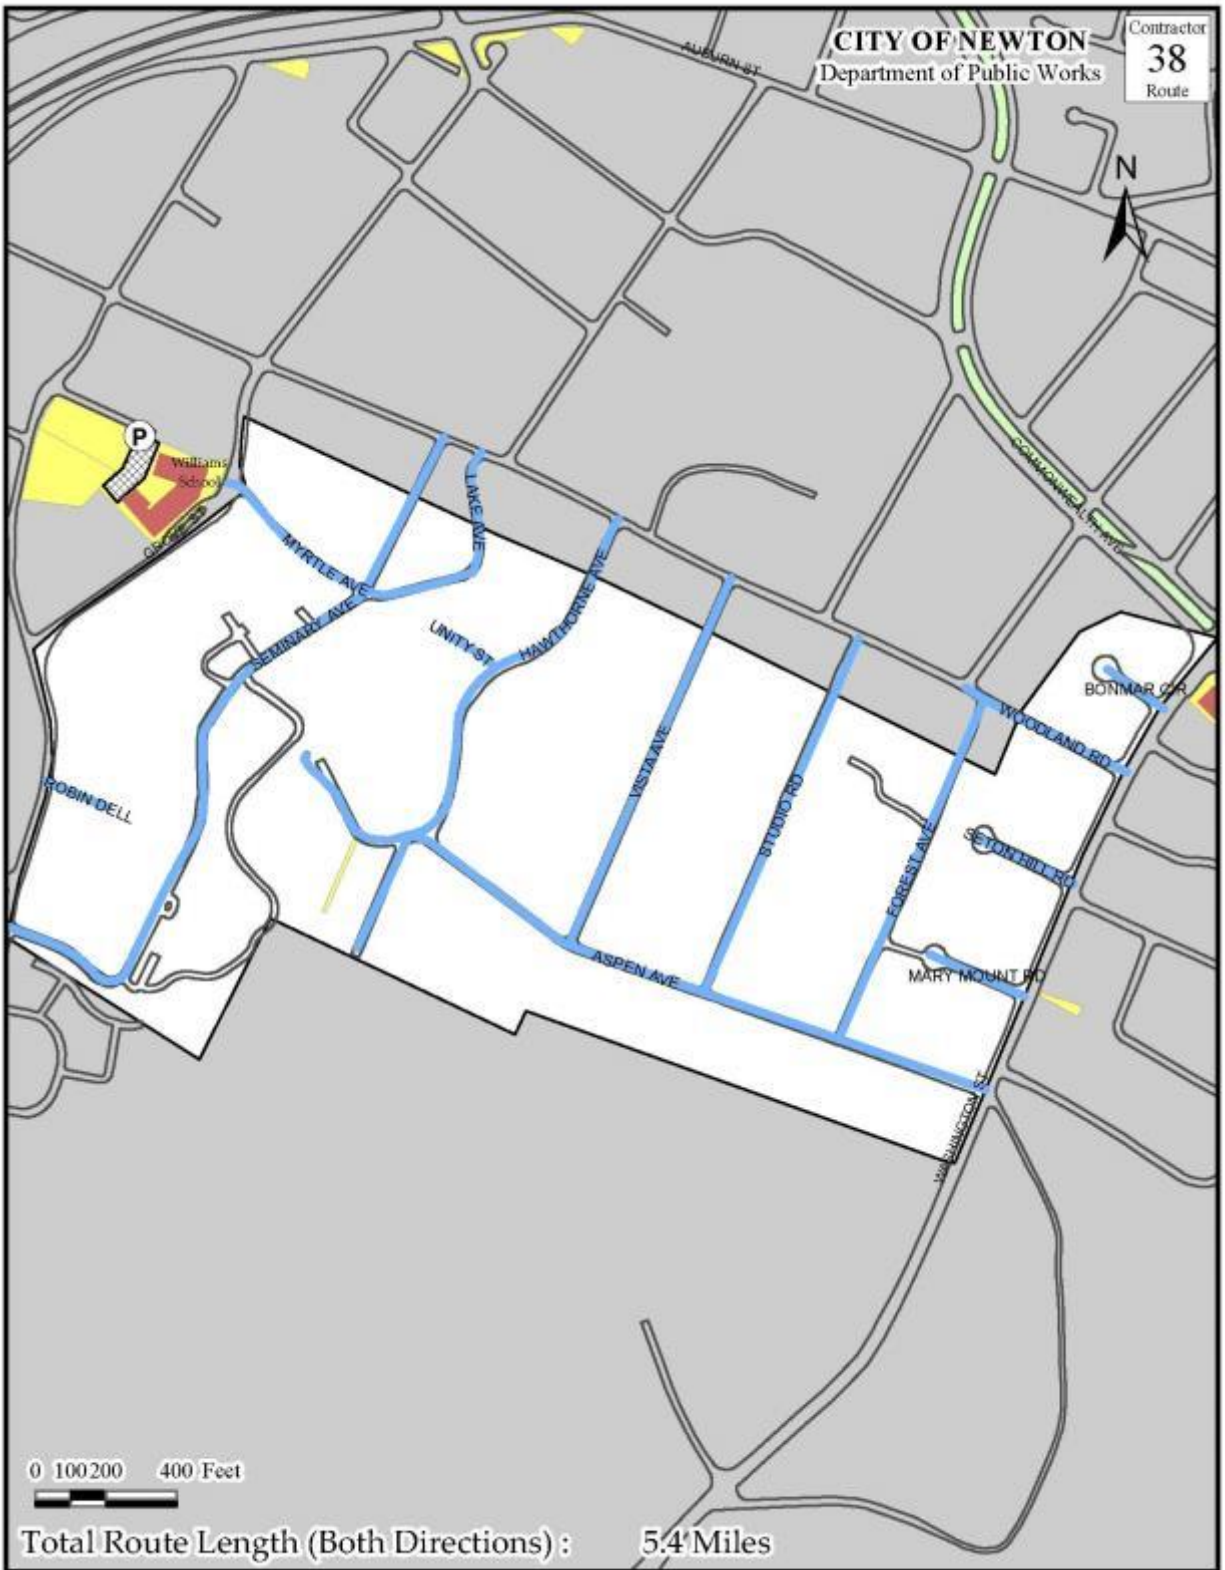 CITY OF NEWTON
Department of Public Works
Contractor
38
Route
AUBURN ST
N
COMMONWEALTH AVE
P
Williams
School
GROVE ST
MYRTLE AVE
LAKE AVE
SEMINARY AVE
UNITY ST
HAWTHORNE AVE
BONMAR CIR
WOODLAND RD
VISTA AVE
STUDIO RD
ROBIN DELL
FOREST AVE
SETON HILL RD
ASPEN AVE
MARY MOUNT RD
WASHINGTON ST
0 100 200 400 Feet
Total Route Length (Both Directions) : 5.4 Miles